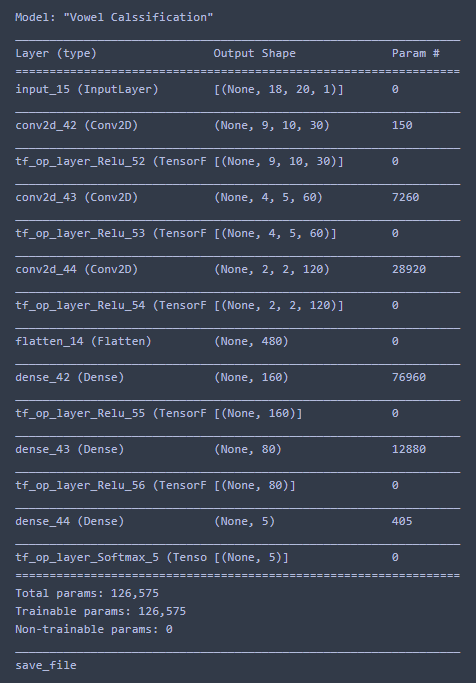 Model: "Vowel Calssification"
Layer (type) Output Shape Param #
input_15 (InputLayer) [(None, 18, 20, 1)] 0
conv2d_42 (Conv2D) (None, 9, 10, 30) 150
tf_op_layer_Relu_52 (TensorF [(None, 9, 10, 30)] 0
conv2d_43 (Conv2D) (None, 4, 5, 60) 7260
tf_op_layer_Relu_53 (TensorF [(None, 4, 5, 60)] 0
conv2d_44 (Conv2D) (None, 2, 2, 120) 28920
tf_op_layer_Relu_54 (TensorF [(None, 2, 2, 120)] 0
flatten_14 (Flatten) (None, 480) 0
dense_42 (Dense) (None, 160) 76960
tf_op_layer_Relu_55 (TensorF [(None, 160)] 0
dense_43 (Dense) (None, 80) 12880
tf_op_layer_Relu_56 (TensorF [(None, 80)] 0
dense_44 (Dense) (None, 5) 405
tf_op_layer_Softmax_5 (Tenso [(None, 5)] 0
Total params: 126,575
Trainable params: 126,575
Non-trainable params: 0
save_file